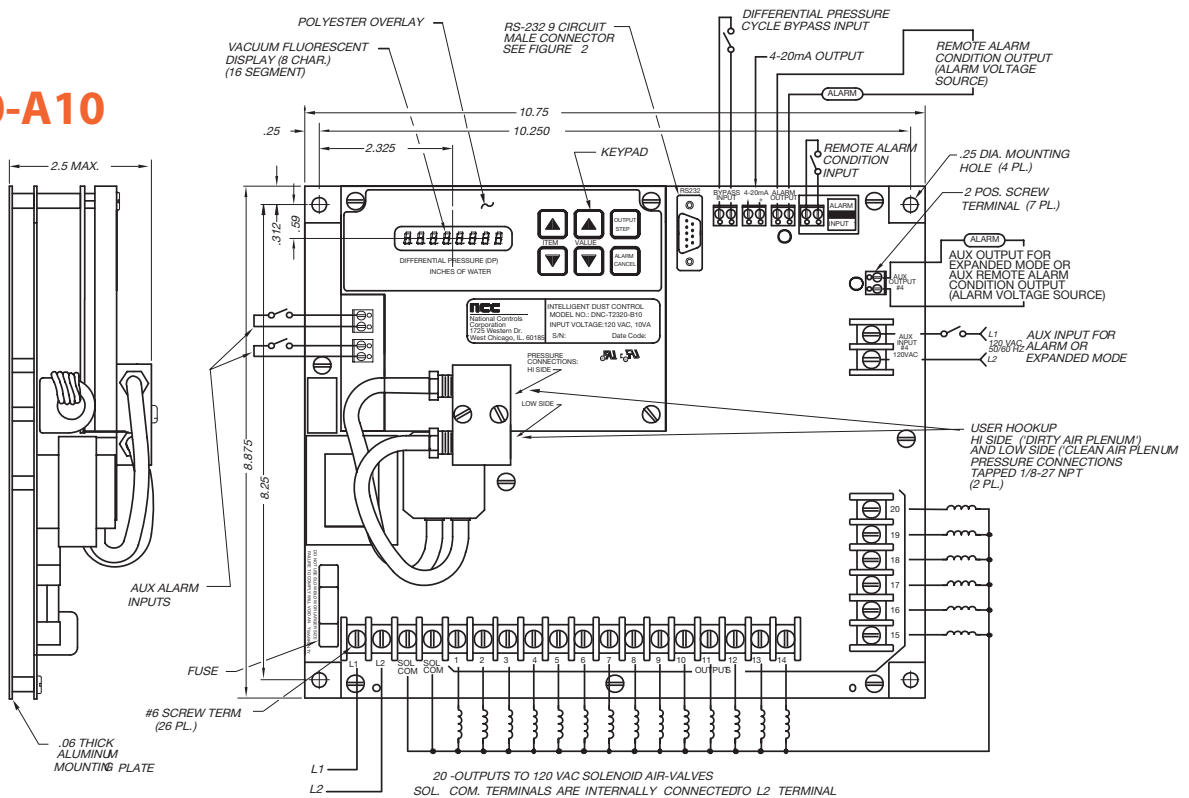 POLYESTER OVERLAY
VACUUM FLUORESCENT
DISPLAY (8 CHAR.)
(16 SEGMENT)
RS-232 9 CIRCUIT
MALE CONNECTOR
SEE FIGURE 2
DIFFERENTIAL PRESSURE
CYCLE BYPASS INPUT
4-20mA OUTPUT
REMOTE ALARM
CONDITION OUTPUT
(ALARM VOLTAGE
SOURCE)
ALARM
-A10
10.75
10.250
.25
2.325
KEYPAD
REMOTE ALARM
CONDITION
INPUT
.25 DIA. MOUNTING
HOLE (4 PL.)
2 POS. SCREW
TERMINAL (7 PL.)
2.5 MAX.
.312
.59
RS232
BYPASS
INPUT
4-20mA
+
ALARM
OUTPUT
ALARM
INPUT
OUTPUT
STEP
ITEM
VALUE
ALARM
CANCEL
DIFFERENTIAL PRESSURE (DP)
INCHES OF WATER
ALARM
AUX OUTPUT FOR
EXPANDED MODE OR
AUX REMOTE ALARM
CONDITION OUTPUT
(ALARM VOLTAGE SOURCE)
AUX
OUTPUT
#4
ncc
National Controls
Corporation
1725 Western Dr.
West Chicago, IL. 60185
INTELLIGENT DUST CONTROL
MODEL NO.: DNC-T2320-B10
INPUT VOLTAGE:120 VAC, 10VA
S/N:
Date Code:
AUX
INPUT
#4
120VAC
L1
120 VAC
50/60 HZ
L2
AUX INPUT FOR
ALARM OR
EXPANDED MODE
PRESSURE
CONNECTIONS:
HI SIDE
LOW SIDE
USER HOOKUP
HI SIDE ('DIRTY AIR PLENUM')
AND LOW SIDE ('CLEAN AIR PLENUM
PRESSURE CONNECTIONS
TAPPED 1/8-27 NPT
(2 PL.)
8.875
8.25
20
19
18
17
16
15
AUX ALARM
INPUTS
FUSE
L1
L2
SOL
COM
SOL
COM
1
2
3
4
5
6
7
8
9
10
11
12
13
14
OUTPUTS
#6 SCREW TERM
(26 PL.)
.06 THICK
ALUMINUM
MOUNTING PLATE
L1
L2
20 -OUTPUTS TO 120 VAC SOLENOID AIR-VALVES
SOL. COM. TERMINALS ARE INTERNALLY CONNECTED TO L2 TERMINAL